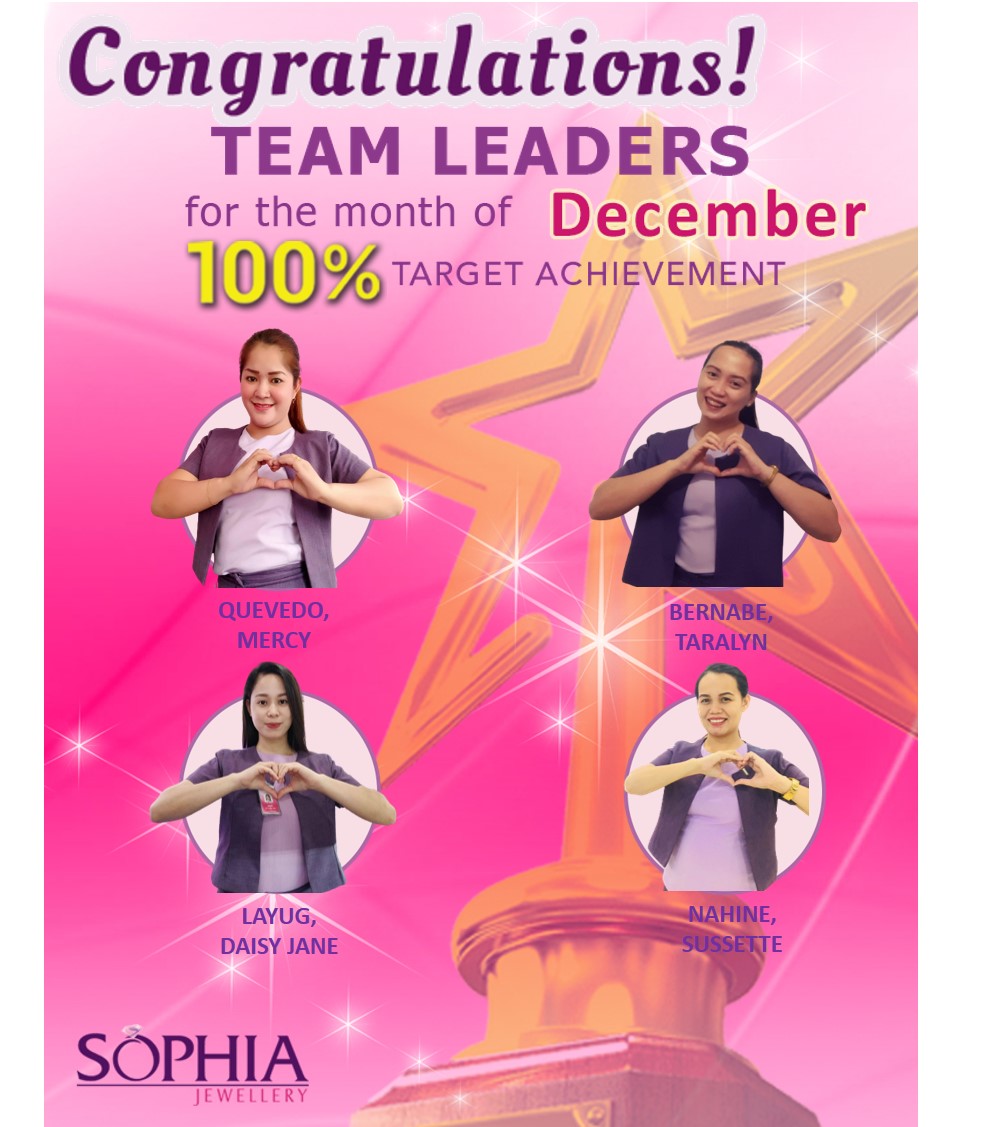 Congratulations!
TEAM LEADERS
for the month of December
100% TARGET ACHIEVEMENT
QUEVEDO,
MERCY
BERNABE,
TARALYN
LAYUG,
DAISY JANE
NAHINE,
SUSSETTE
SOPHIA
JEWELLERY